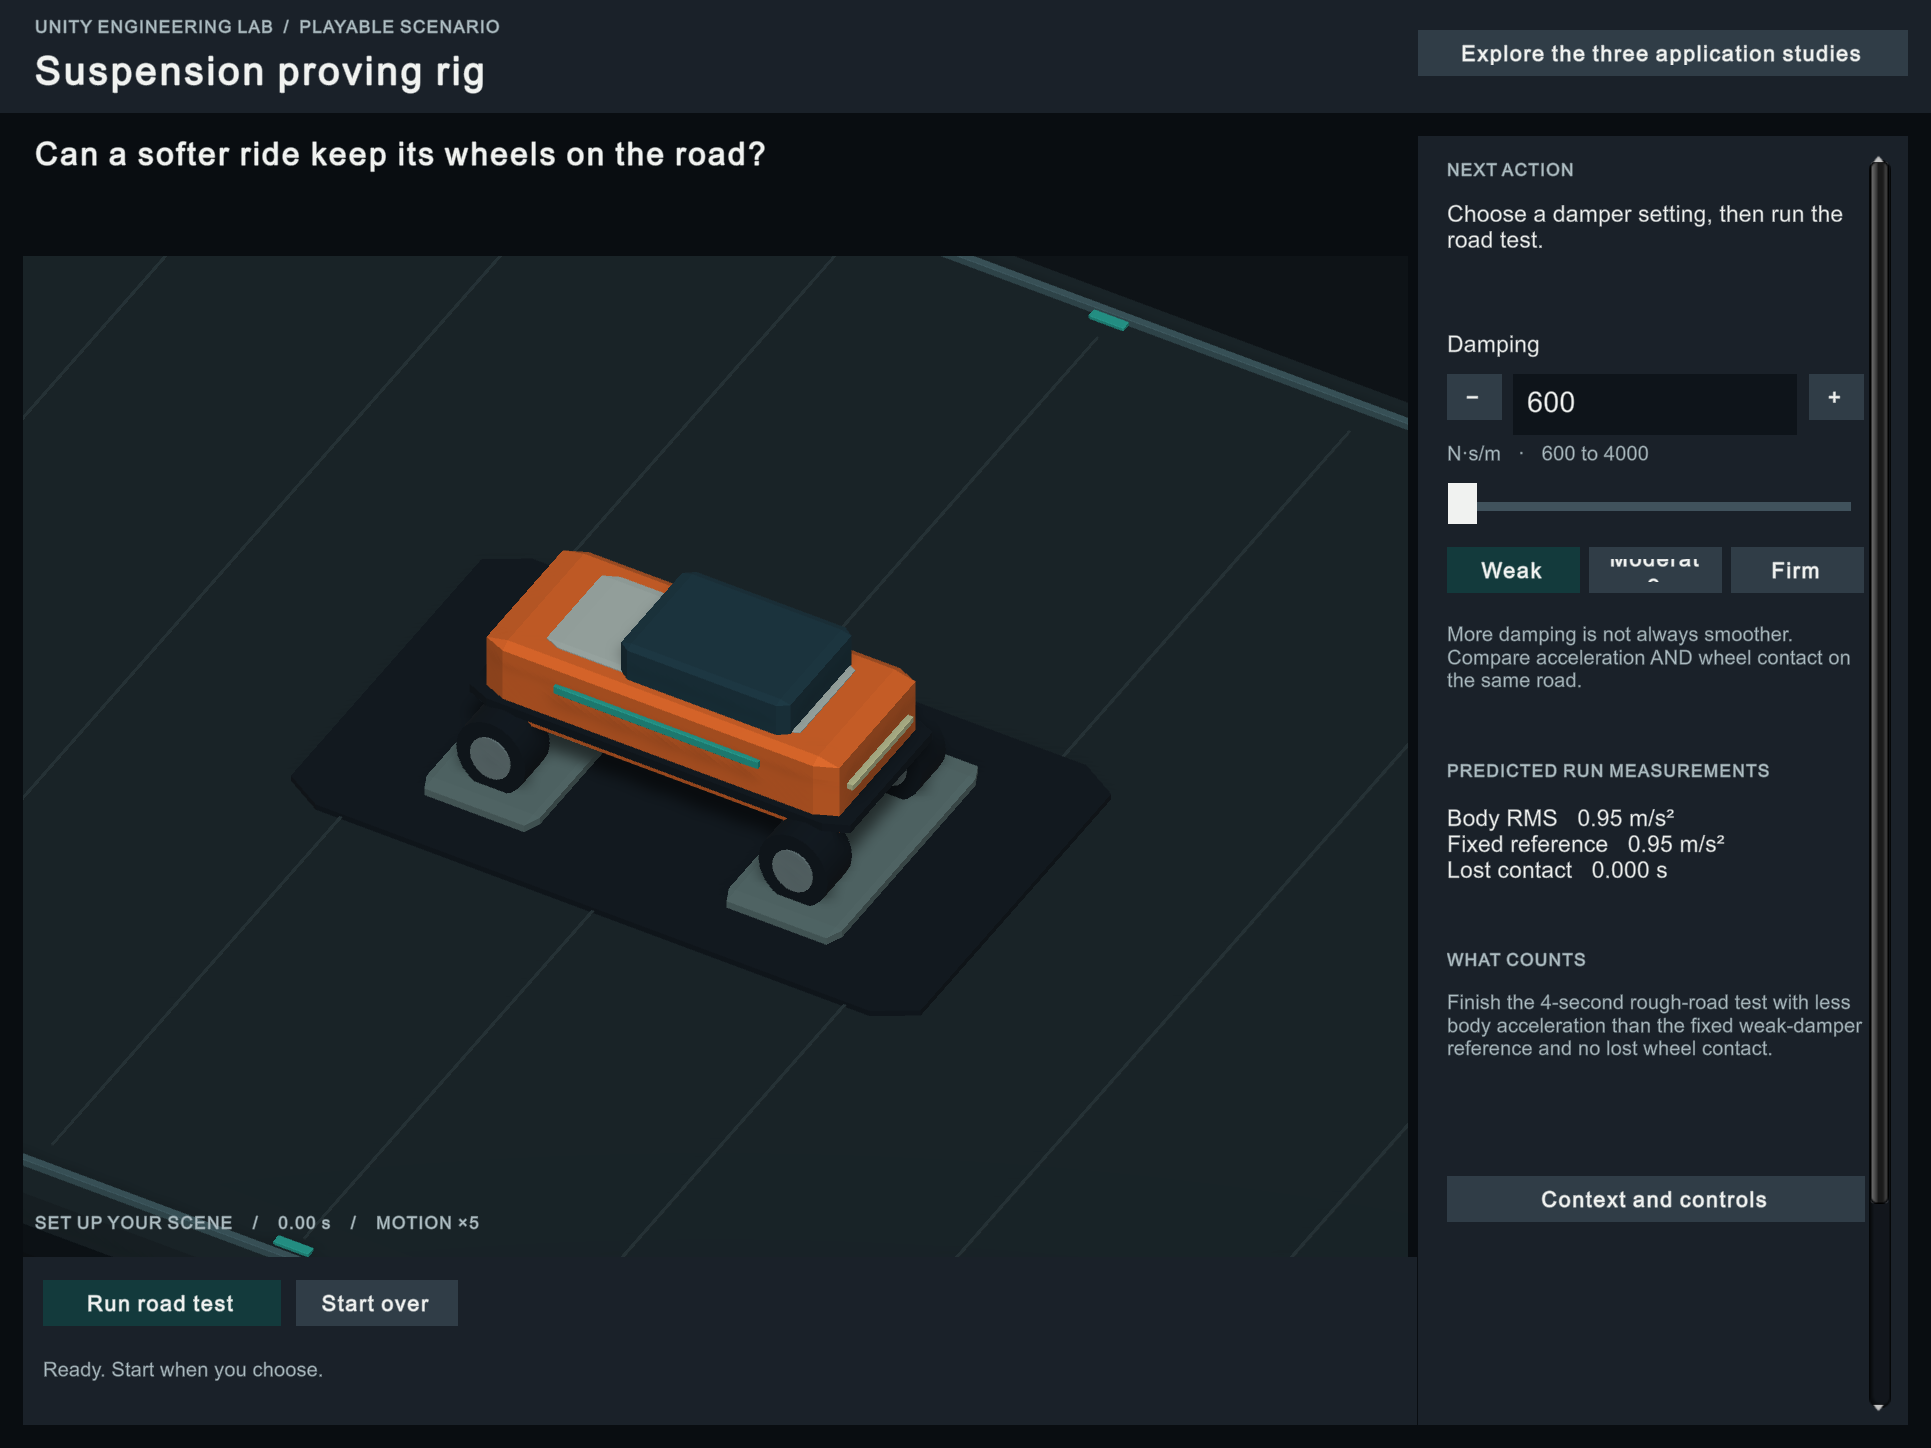 UNITY ENGINEERING LAB / PLAYABLE SCENARIO
Suspension proving rig
Explore the three application studies
Can a softer ride keep its wheels on the road?
NEXT ACTION
Choose a damper setting, then run the
road test.
Damping
− 600 +
N·s/m · 600 to 4000
Weak Moderat
e Firm
More damping is not always smoother.
Compare acceleration AND wheel contact on
the same road.
PREDICTED RUN MEASUREMENTS
Body RMS 0.95 m/s²
Fixed reference 0.95 m/s²
Lost contact 0.000 s
WHAT COUNTS
Finish the 4-second rough-road test with less
body acceleration than the fixed weak-damper
reference and no lost wheel contact.
Context and controls
SET UP YOUR SCENE / 0.00 s / MOTION ×5
Run road test Start over
Ready. Start when you choose.